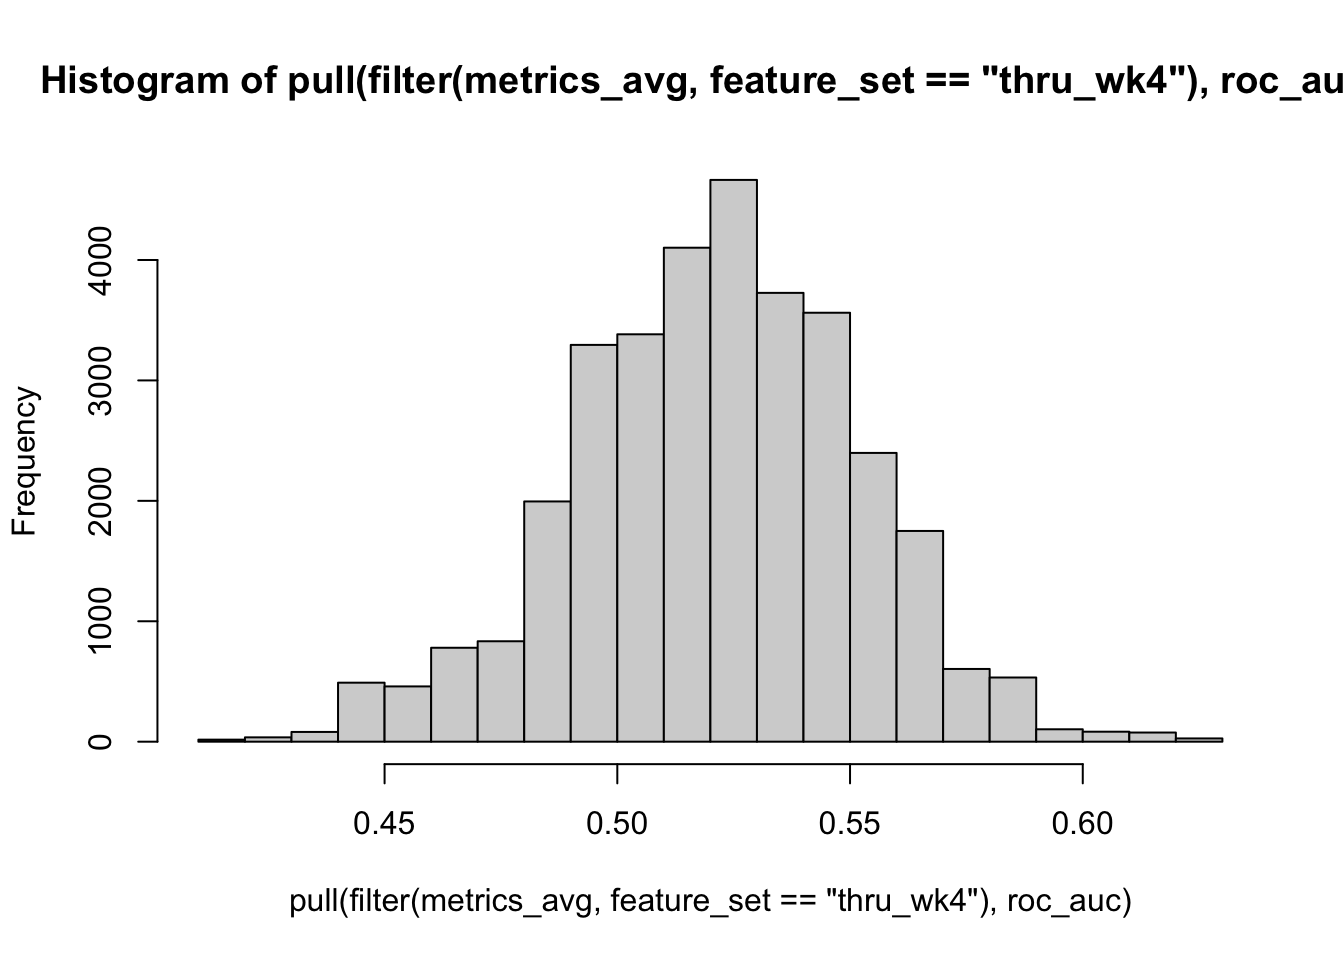 Histogram of pull(filter(metrics_avg, feature_set == "thru_wk4"), roc_au
Frequency
4000
3000
2000
1000
0
0.45 0.50 0.55 0.60
pull(filter(metrics_avg, feature_set == "thru_wk4"), roc_auc)